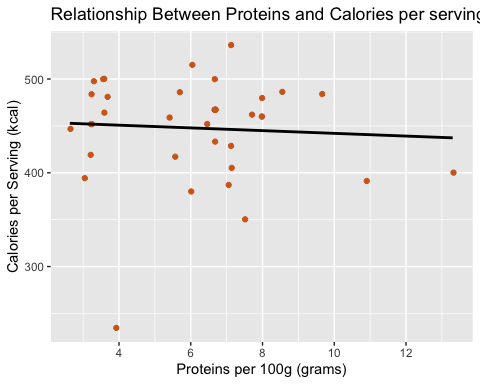 Relationship Between Proteins and Calories per serving
500
400
300
Calories per Serving (kcal)
4 6 8 10 12
Proteins per 100g (grams)